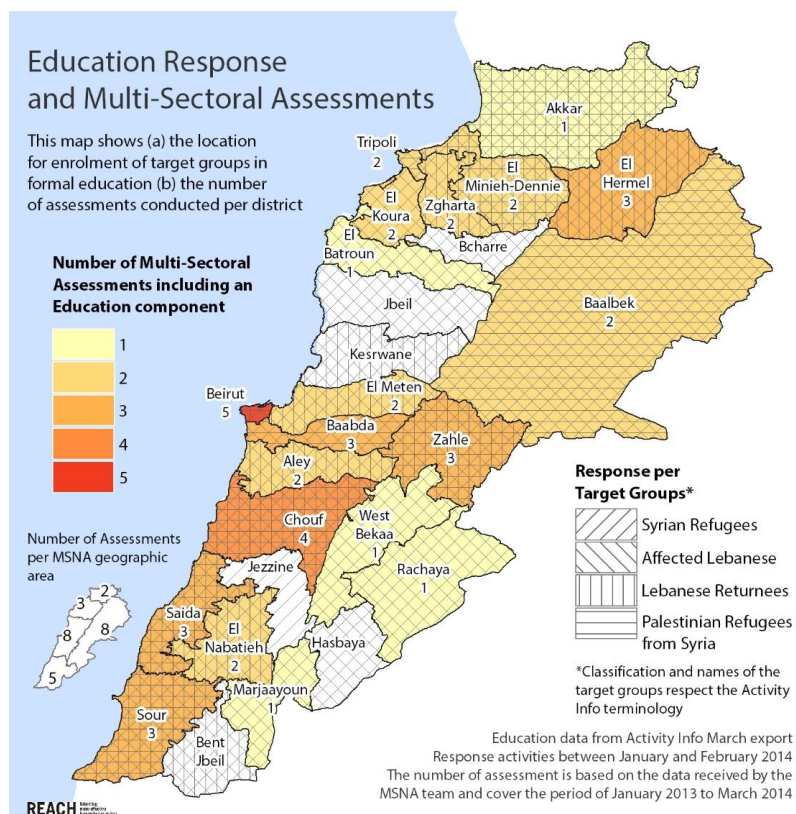 Education Response
and Multi-Sectoral Assessments
This map shows (a) the location
for enrolment of target groups in
formal education (b) the number
of assessments conducted per district
Number of Multi-Sectoral
Assessments including an
Education component
1
2
3
4
5
Akkar
1
Tripoli
2
El
Koura
2
Zgharta
2
El
Minieh-Dennie
2
El
Hermel
3
El
Batroun
1
Bcharre
Jbeil
Baalbek
2
Kesrwane
El Meten
2
Beirut
5
Baabda
3
Zahle
3
Aley
2
Chouf
4
West
Bekaa
1
Rachaya
1
Jezzine
Saida
3
El
Nabatieh
2
Hasbaya
Marjaayoun
1
Sour
3
Bent
Jbeil
Number of Assessments
per MSNA geographic
area
2
3
8
8
5
Response per
Target Groups*
Syrian Refugees
Affected Lebanese
Lebanese Returnees
Palestinian Refugees
from Syria
*Classification and names of the
target groups respect the Activity
Info terminology
Education data from Activity Info March export
Response activities between January and February 2014
The number of assessment is based on the data received by the
MSNA team and cover the period of January 2013 to March 2014
REACH